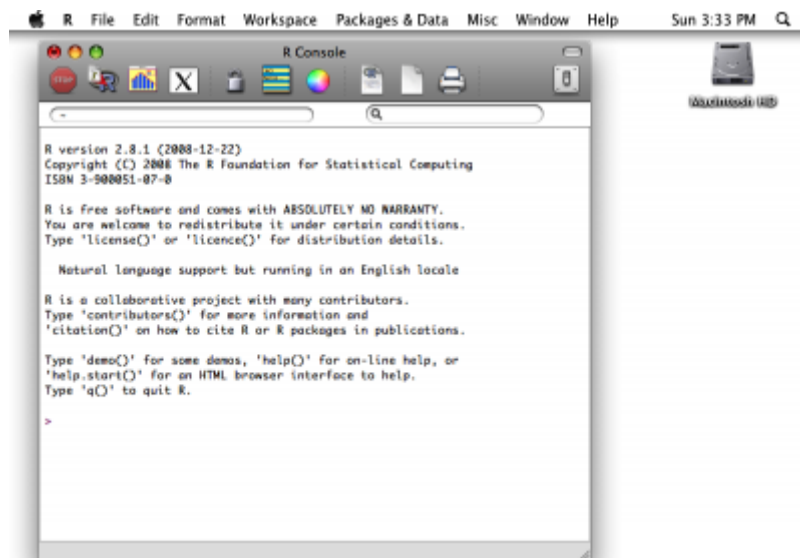 R File Edit Format Workspace Packages & Data Misc Window Help Sun 3:33 PM
R Console
STOP
X
Macintosh HD
~
R version 2.8.1 (2008-12-22)
Copyright (C) 2008 The R Foundation for Statistical Computing
ISBN 3-900051-07-0
R is free software and comes with ABSOLUTELY NO WARRANTY.
You are welcome to redistribute it under certain conditions.
Type 'license()' or 'licence()' for distribution details.
Natural language support but running in an English locale
R is a collaborative project with many contributors.
Type 'contributors()' for more information and
'citation()' on how to cite R or R packages in publications.
Type 'demo()' for some demos, 'help()' for on-line help, or
'help.start()' for an HTML browser interface to help.
Type 'q()' to quit R.
>